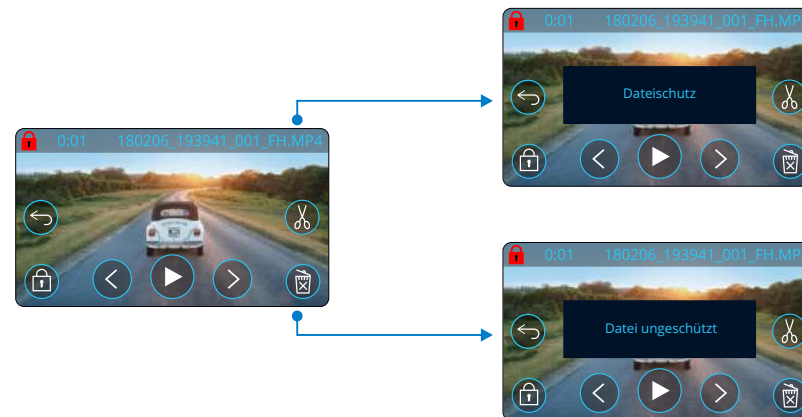 0:01 180206_193941_001_FH.MP
Dateischutz
0:01 180206_193941_001_FH.MP4
0:01 180206_193941_001_FH.MP
Datei ungeschützt